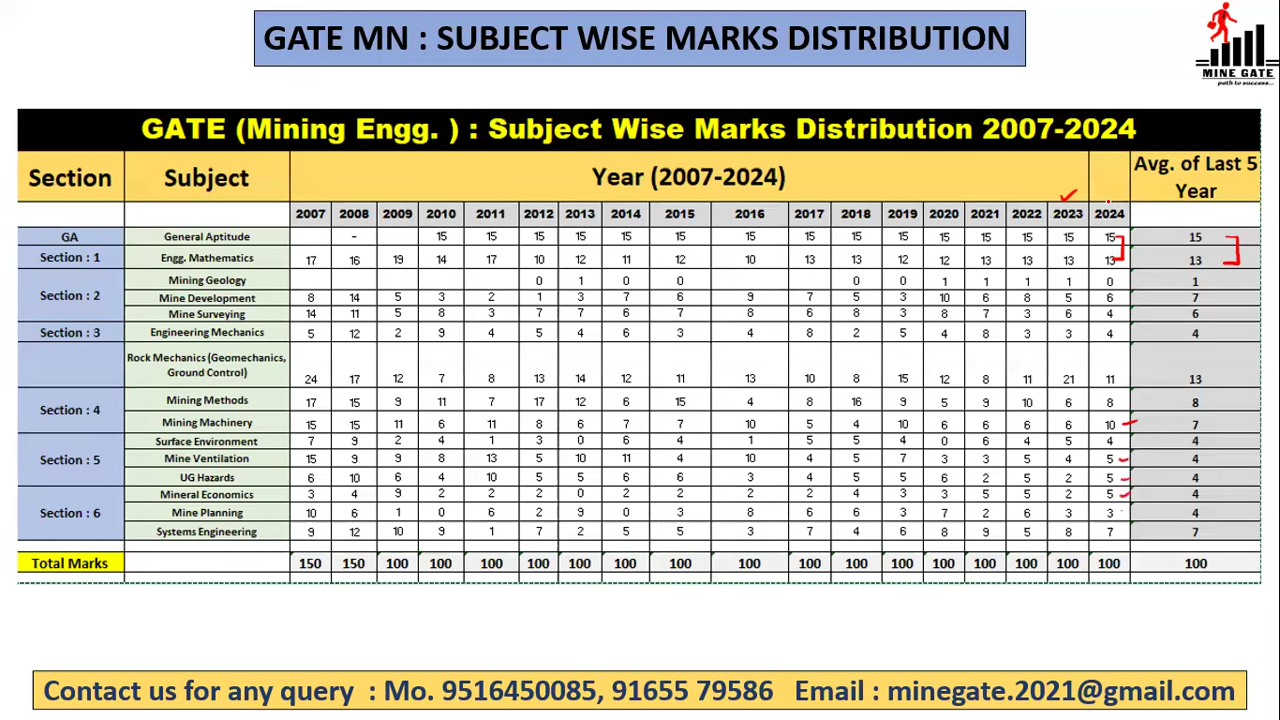 GATE MN : SUBJECT WISE MARKS DISTRIBUTION
MINE GATE
path to success...
GATE (Mining Engg. ) : Subject Wise Marks Distribution 2007-2024
Section Subject Year (2007-2024) Avg. of Last 5 Year
2007 2008 2009 2010 2011 2012 2013 2014 2015 2016 2017 2018 2019 2020 2021 2022 2023 2024
GA General Aptitude - 15 15 15 15 15 15 15 15 15 15 15 15 15 15 15 15
Section : 1 Engg. Mathematics 17 16 19 14 17 10 12 11 12 10 13 13 12 12 13 13 13 13 13
Section : 2 Mining Geology 0 1 0 0 0 0 1 1 1 1 0 1
Mine Development 8 14 5 3 2 1 3 7 6 9 7 5 3 10 6 8 5 6 7
Mine Surveying 14 11 5 8 3 7 7 6 7 8 6 8 3 8 7 3 6 4 6
Section : 3 Engineering Mechanics 5 12 2 9 4 5 4 6 3 4 8 2 5 4 8 3 3 4 4
Rock Mechanics (Geomechanics, Ground Control) 24 17 12 7 8 13 14 12 11 13 10 8 15 12 8 11 21 11 13
Section : 4 Mining Methods 17 15 9 11 7 17 12 6 15 4 8 16 9 5 9 10 6 8 8
Mining Machinery 15 15 11 6 11 8 6 7 7 10 5 4 10 6 6 6 6 10 7
Section : 5 Surface Environment 7 9 2 4 1 3 0 6 4 1 5 5 4 0 6 4 5 4 4
Mine Ventilation 15 9 9 8 13 5 10 11 4 10 4 5 7 3 3 5 4 5 4
UG Hazards 6 10 6 4 10 5 5 6 6 3 4 5 5 6 2 5 2 5 4
Section : 6 Mineral Economics 3 4 9 2 2 2 0 2 2 2 2 4 3 3 5 5 2 5 4
Mine Planning 10 6 1 0 6 2 9 0 3 8 6 6 3 7 2 6 3 3 4
Systems Engineering 9 12 10 9 1 7 2 5 5 3 7 4 6 8 9 5 8 7 7
Total Marks 150 150 100 100 100 100 100 100 100 100 100 100 100 100 100 100 100 100 100
Contact us for any query : Mo. 9516450085, 91655 79586 Email : minegate.2021@gmail.com